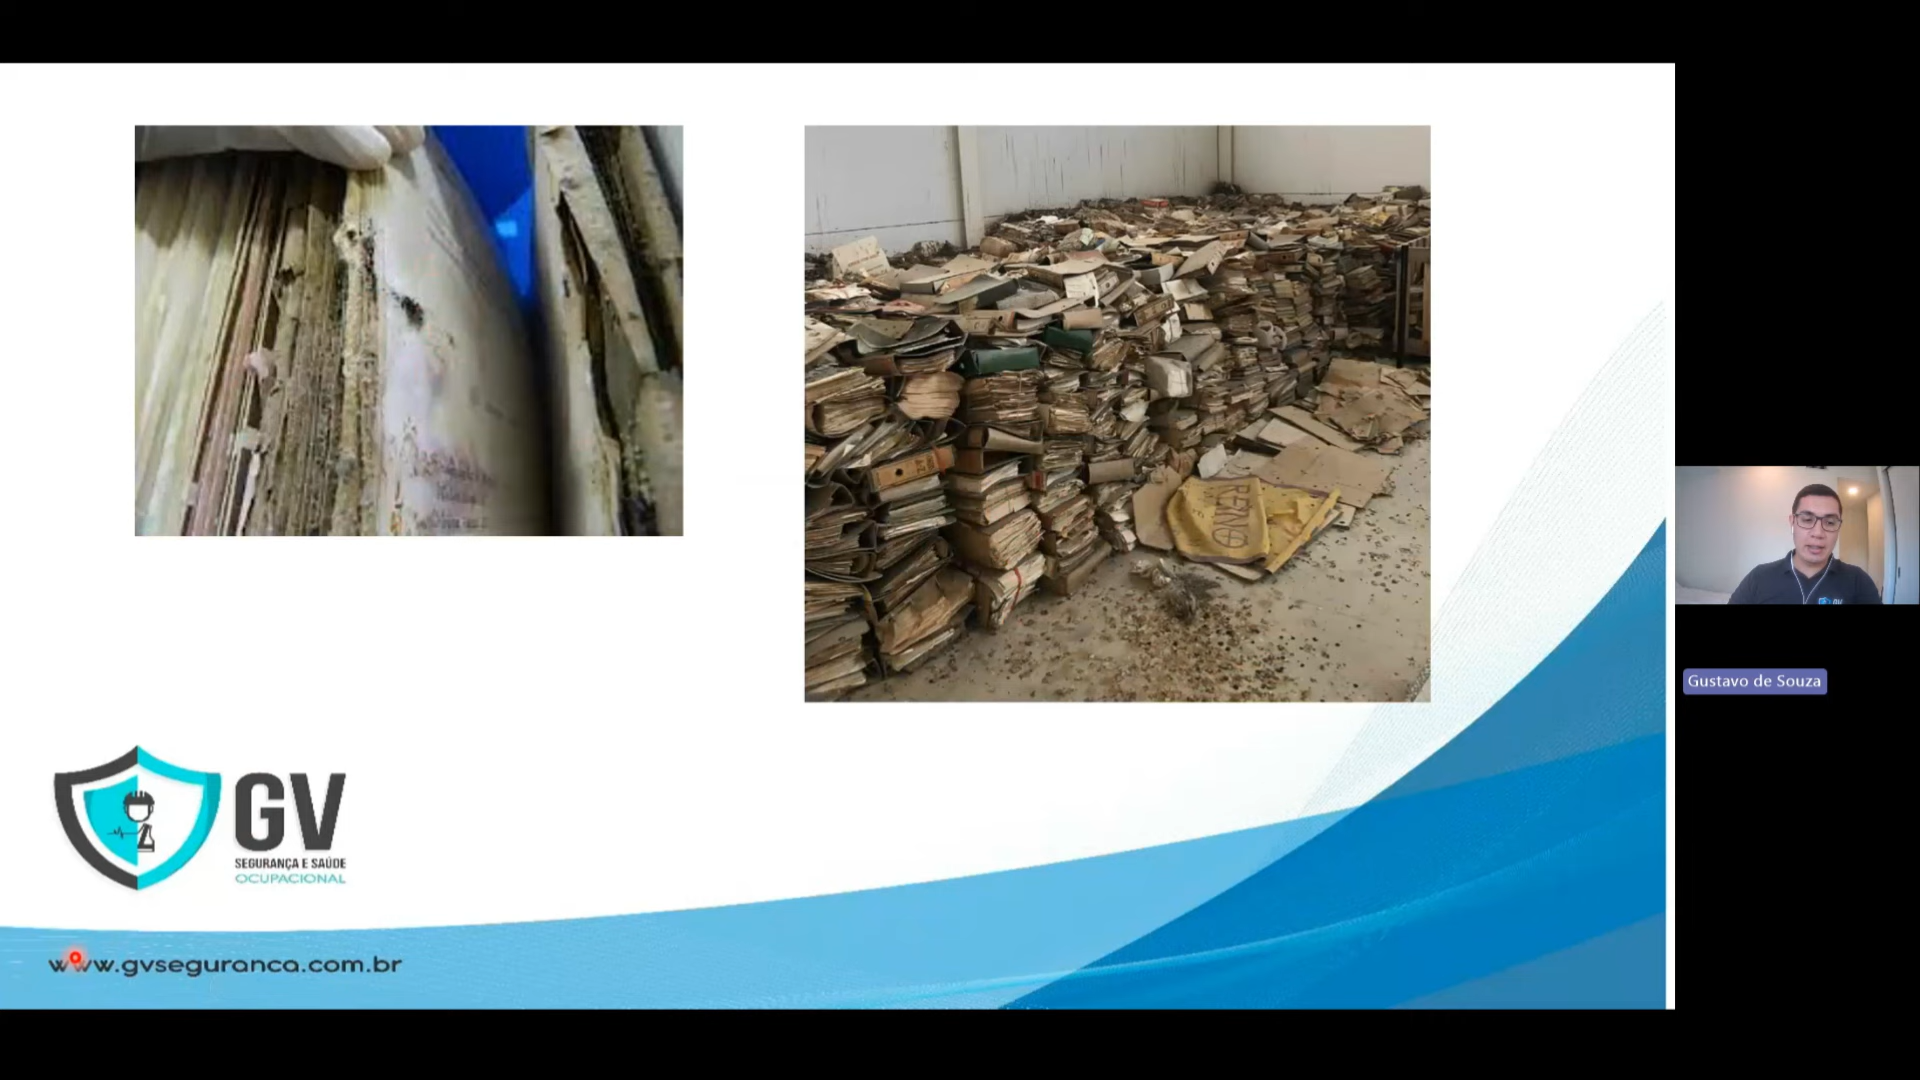 GV
SEGURANÇA E SAÚDE
OCUPACIONAL
www.gvseguranca.com.br
Gustavo de Souza